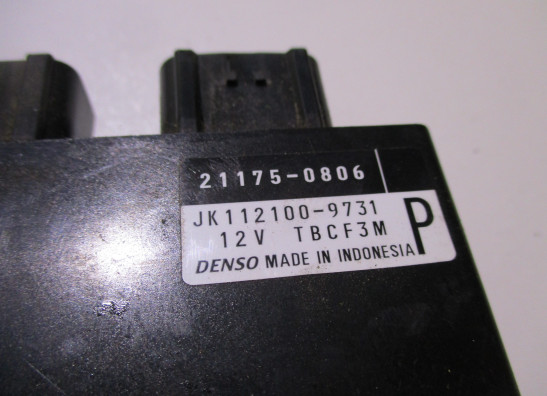 21175-0806
JK112100-9731
12V TBCF3M
DENSO MADE IN INDONESIA
P